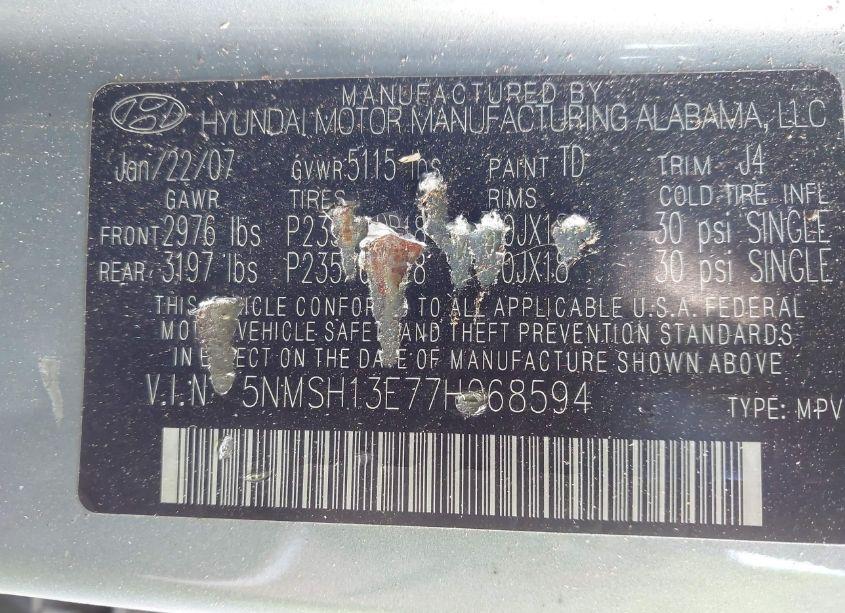 MANUFACTURED BY
HYUNDAI MOTOR MANUFACTURING ALABAMA, LLC
Jan/22/07 GVWR 5115 lbs PAINT TD TRIM J4
GAWR TIRES RIMS COLD TIRE INFL
FRONT 2976 lbs 30 psi SINGLE
REAR 3197 lbs 30 psi SINGLE
THIS VEHICLE CONFORMS TO ALL APPLICABLE U.S.A. FEDERAL
MOTOR VEHICLE SAFETY AND THEFT PREVENTION STANDARDS
IN EFFECT ON THE DATE OF MANUFACTURE SHOWN ABOVE
V.I.N. TYPE: MPV